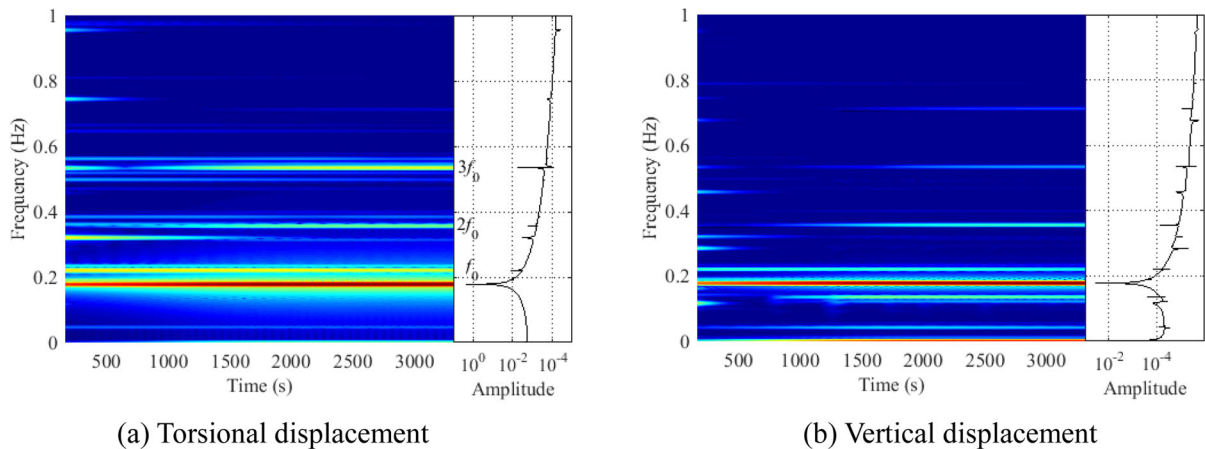 1
0.8
0.6
0.4
0.2
0
Frequency (Hz)
500 1000 1500 2000 2500 3000
Time (s)
3f₀
2f₀
f₀
10⁰ 10⁻² 10⁻⁴
Amplitude
(a) Torsional displacement
1
0.8
0.6
0.4
0.2
0
Frequency (Hz)
500 1000 1500 2000 2500 3000
Time (s)
10⁻² 10⁻⁴
Amplitude
(b) Vertical displacement